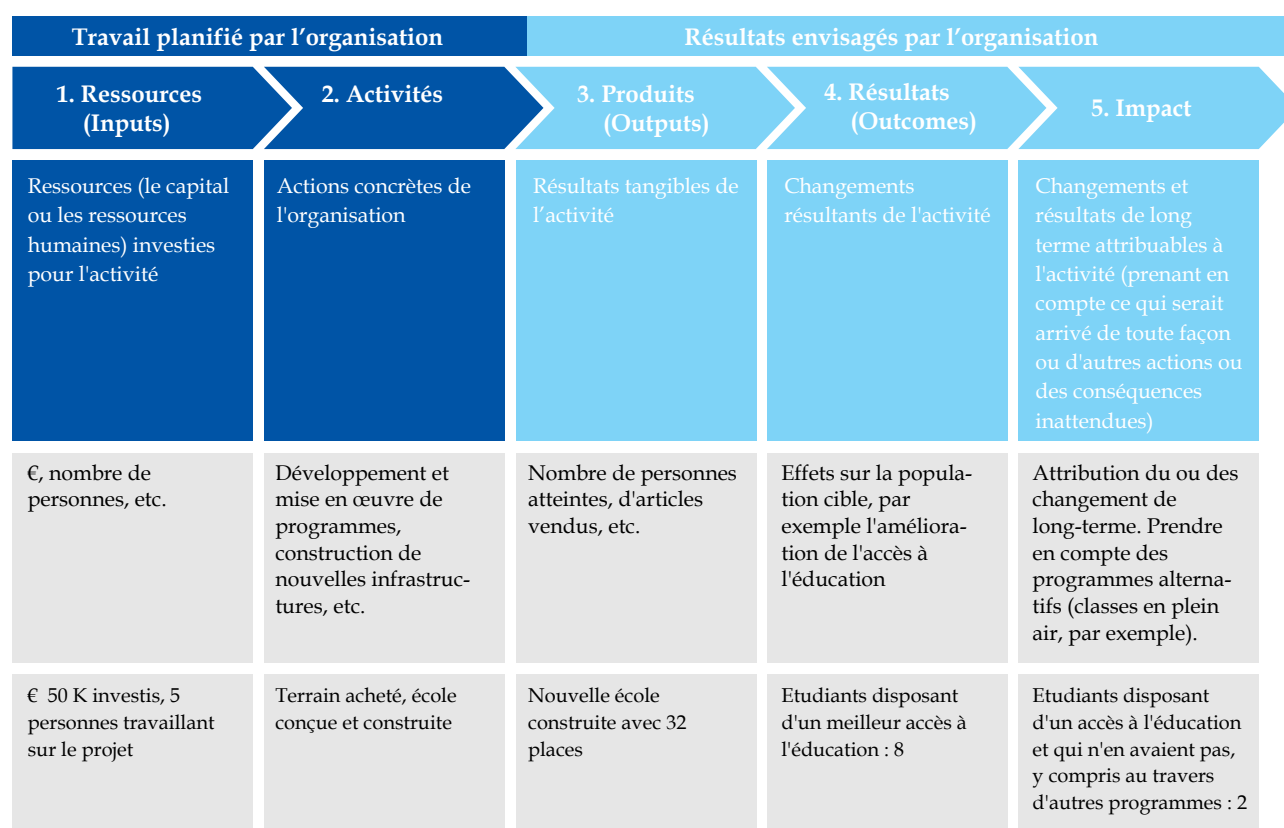 Travail planifié par l’organisation
Résultats envisagés par l’organisation
1. Ressources
(Inputs)
2. Activités
3. Produits
(Outputs)
4. Résultats
(Outcomes)
5. Impact
Ressources (le capital
ou les ressources
humaines) investies
pour l'activité
Actions concrètes de
l'organisation
Résultats tangibles de
l’activité
Changements
résultants de l'activité
Changements et
résultats de long
terme attribuables à
l'activité (prenant en
compte ce qui serait
arrivé de toute façon
ou d'autres actions ou
des conséquences
inattendues)
€, nombre de
personnes, etc.
Développement et
mise en œuvre de
programmes,
construction de
nouvelles infrastruc-
tures, etc.
Nombre de personnes
atteintes, d'articles
vendus, etc.
Effets sur la popula-
tion cible, par
exemple l'améliora-
tion de l'accès à
l'éducation
Attribution du ou des
changement de
long-terme. Prendre
en compte des
programmes alterna-
tifs (classes en plein
air, par exemple).
€ 50 K investis, 5
personnes travaillant
sur le projet
Terrain acheté, école
conçue et construite
Nouvelle école
construite avec 32
places
Etudiants disposant
d'un meilleur accès à
l'éducation : 8
Etudiants disposant
d'un accès à l'éducation
et qui n'en avaient pas,
y compris au travers
d'autres programmes : 2